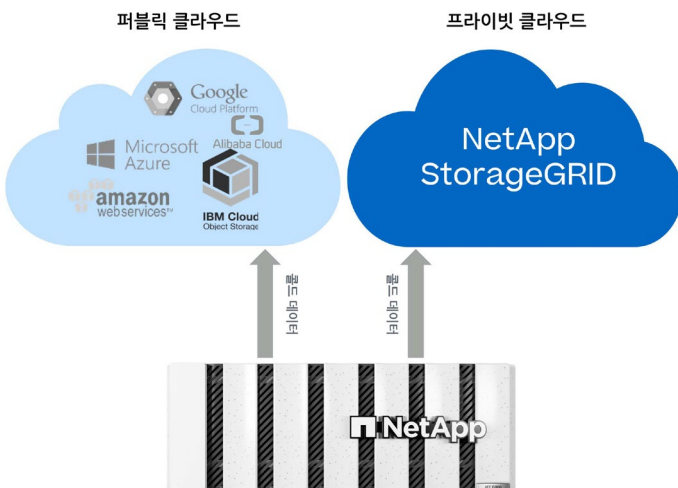 퍼블릭 클라우드
프라이빗 클라우드
Google
Cloud Platform
Alibaba Cloud
Microsoft
Azure
amazon
webservices™
IBM Cloud
Object Storage
NetApp
StorageGRID
콜드 데이터
콜드 데이터
NetApp